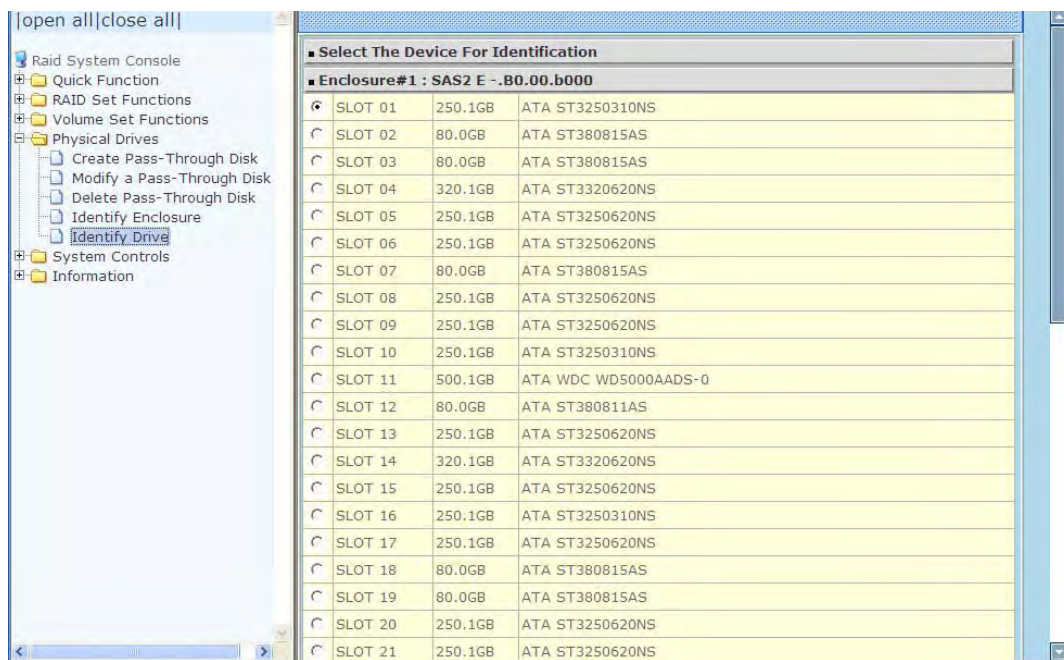 |open all|close all|
Raid System Console
Quick Function
RAID Set Functions
Volume Set Functions
Physical Drives
Create Pass-Through Disk
Modify a Pass-Through Disk
Delete Pass-Through Disk
Identify Enclosure
Identify Drive
System Controls
Information
Select The Device For Identification
Enclosure#1 : SAS2 E -.B0.00.b000
SLOT 01 250.1GB ATA ST3250310NS
SLOT 02 80.0GB ATA ST380815AS
SLOT 03 80.0GB ATA ST380815AS
SLOT 04 320.1GB ATA ST3320620NS
SLOT 05 250.1GB ATA ST3250620NS
SLOT 06 250.1GB ATA ST3250620NS
SLOT 07 80.0GB ATA ST380815AS
SLOT 08 250.1GB ATA ST3250620NS
SLOT 09 250.1GB ATA ST3250620NS
SLOT 10 250.1GB ATA ST3250310NS
SLOT 11 500.1GB ATA WDC WD5000AADS-0
SLOT 12 80.0GB ATA ST380811AS
SLOT 13 250.1GB ATA ST3250620NS
SLOT 14 320.1GB ATA ST3320620NS
SLOT 15 250.1GB ATA ST3250620NS
SLOT 16 250.1GB ATA ST3250310NS
SLOT 17 250.1GB ATA ST3250620NS
SLOT 18 80.0GB ATA ST380815AS
SLOT 19 80.0GB ATA ST380815AS
SLOT 20 250.1GB ATA ST3250620NS
SLOT 21 250.1GB ATA ST3250620NS